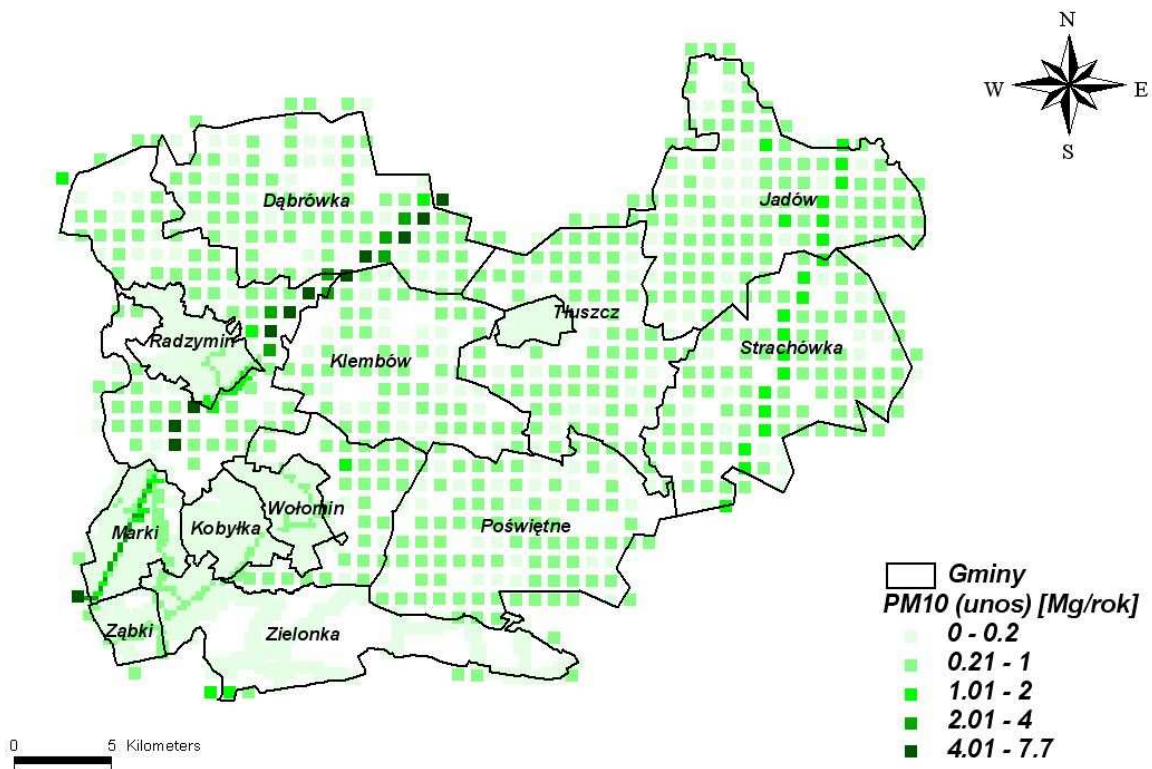 N
W E
S
Dąbrówka
Jadów
Radzymin
Tłuszcz
Klembów
Strachówka
Wołomin
Kobyłka
Marki
Poświętne
Ząbki
Zielonka
Gminy
PM10 (unos) [Mg/rok]
0 - 0.2
0.21 - 1
1.01 - 2
2.01 - 4
4.01 - 7.7
0 5 Kilometers